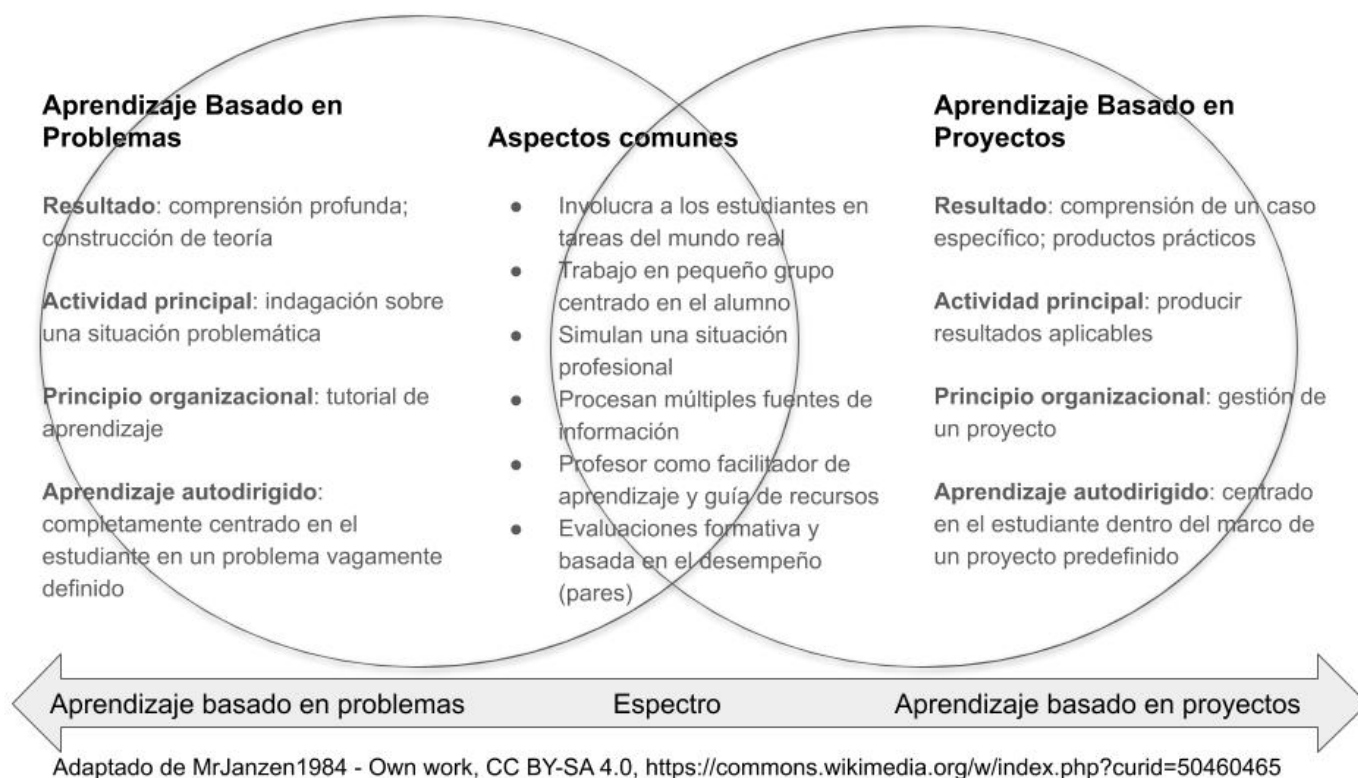 Aprendizaje Basado en
Problemas
Resultado: comprensión profunda;
construcción de teoría
Actividad principal: indagación sobre
una situación problemática
Principio organizacional: tutorial de
aprendizaje
Aprendizaje autodirigido:
completamente centrado en el
estudiante en un problema vagamente
definido
Aspectos comunes
● Involucra a los estudiantes en
tareas del mundo real
● Trabajo en pequeño grupo
centrado en el alumno
● Simulan una situación
profesional
● Procesan múltiples fuentes de
información
● Profesor como facilitador de
aprendizaje y guía de recursos
● Evaluaciones formativa y
basada en el desempeño
(pares)
Aprendizaje Basado en
Proyectos
Resultado: comprensión de un caso
específico; productos prácticos
Actividad principal: producir
resultados aplicables
Principio organizacional: gestión de
un proyecto
Aprendizaje autodirigido: centrado
en el estudiante dentro del marco de
un proyecto predefinido
Aprendizaje basado en problemas
Espectro
Aprendizaje basado en proyectos
Adaptado de MrJanzen1984 - Own work, CC BY-SA 4.0, https://commons.wikimedia.org/w/index.php?curid=50460465